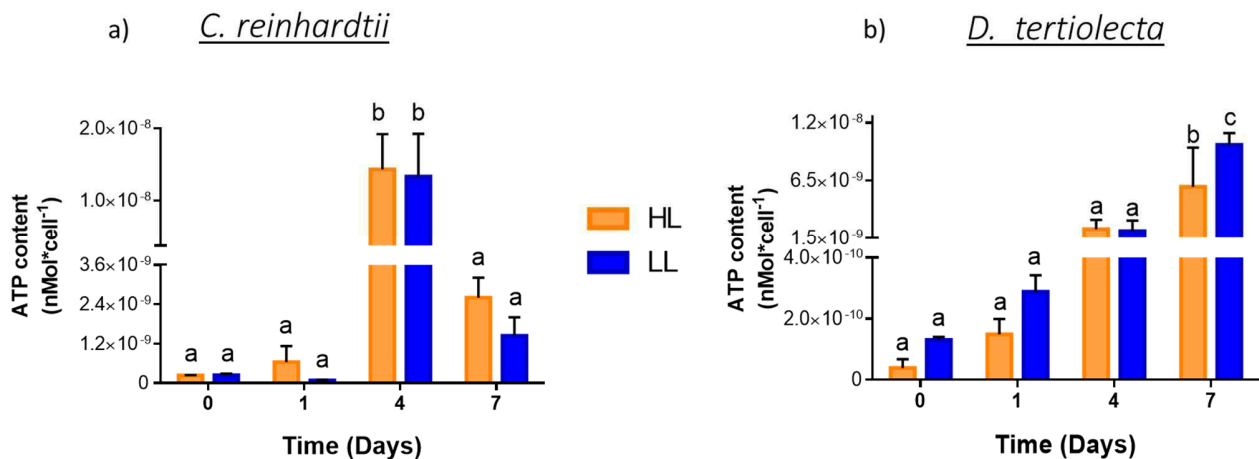 a) C. reinhardtii
ATP content
(nMol*cell⁻¹)
2.0×10⁻⁸
1.0×10⁻⁸
3.6×10⁻⁹
2.4×10⁻⁹
1.2×10⁻⁹
0
a a a a b b a a
0 1 4 7
Time (Days)
HL
LL
b) D. tertiolecta
ATP content
(nMol*cell⁻¹)
1.2×10⁻⁸
6.5×10⁻⁹
1.5×10⁻⁹
4.0×10⁻¹⁰
2.0×10⁻¹⁰
0
a a a a a a b c
0 1 4 7
Time (Days)